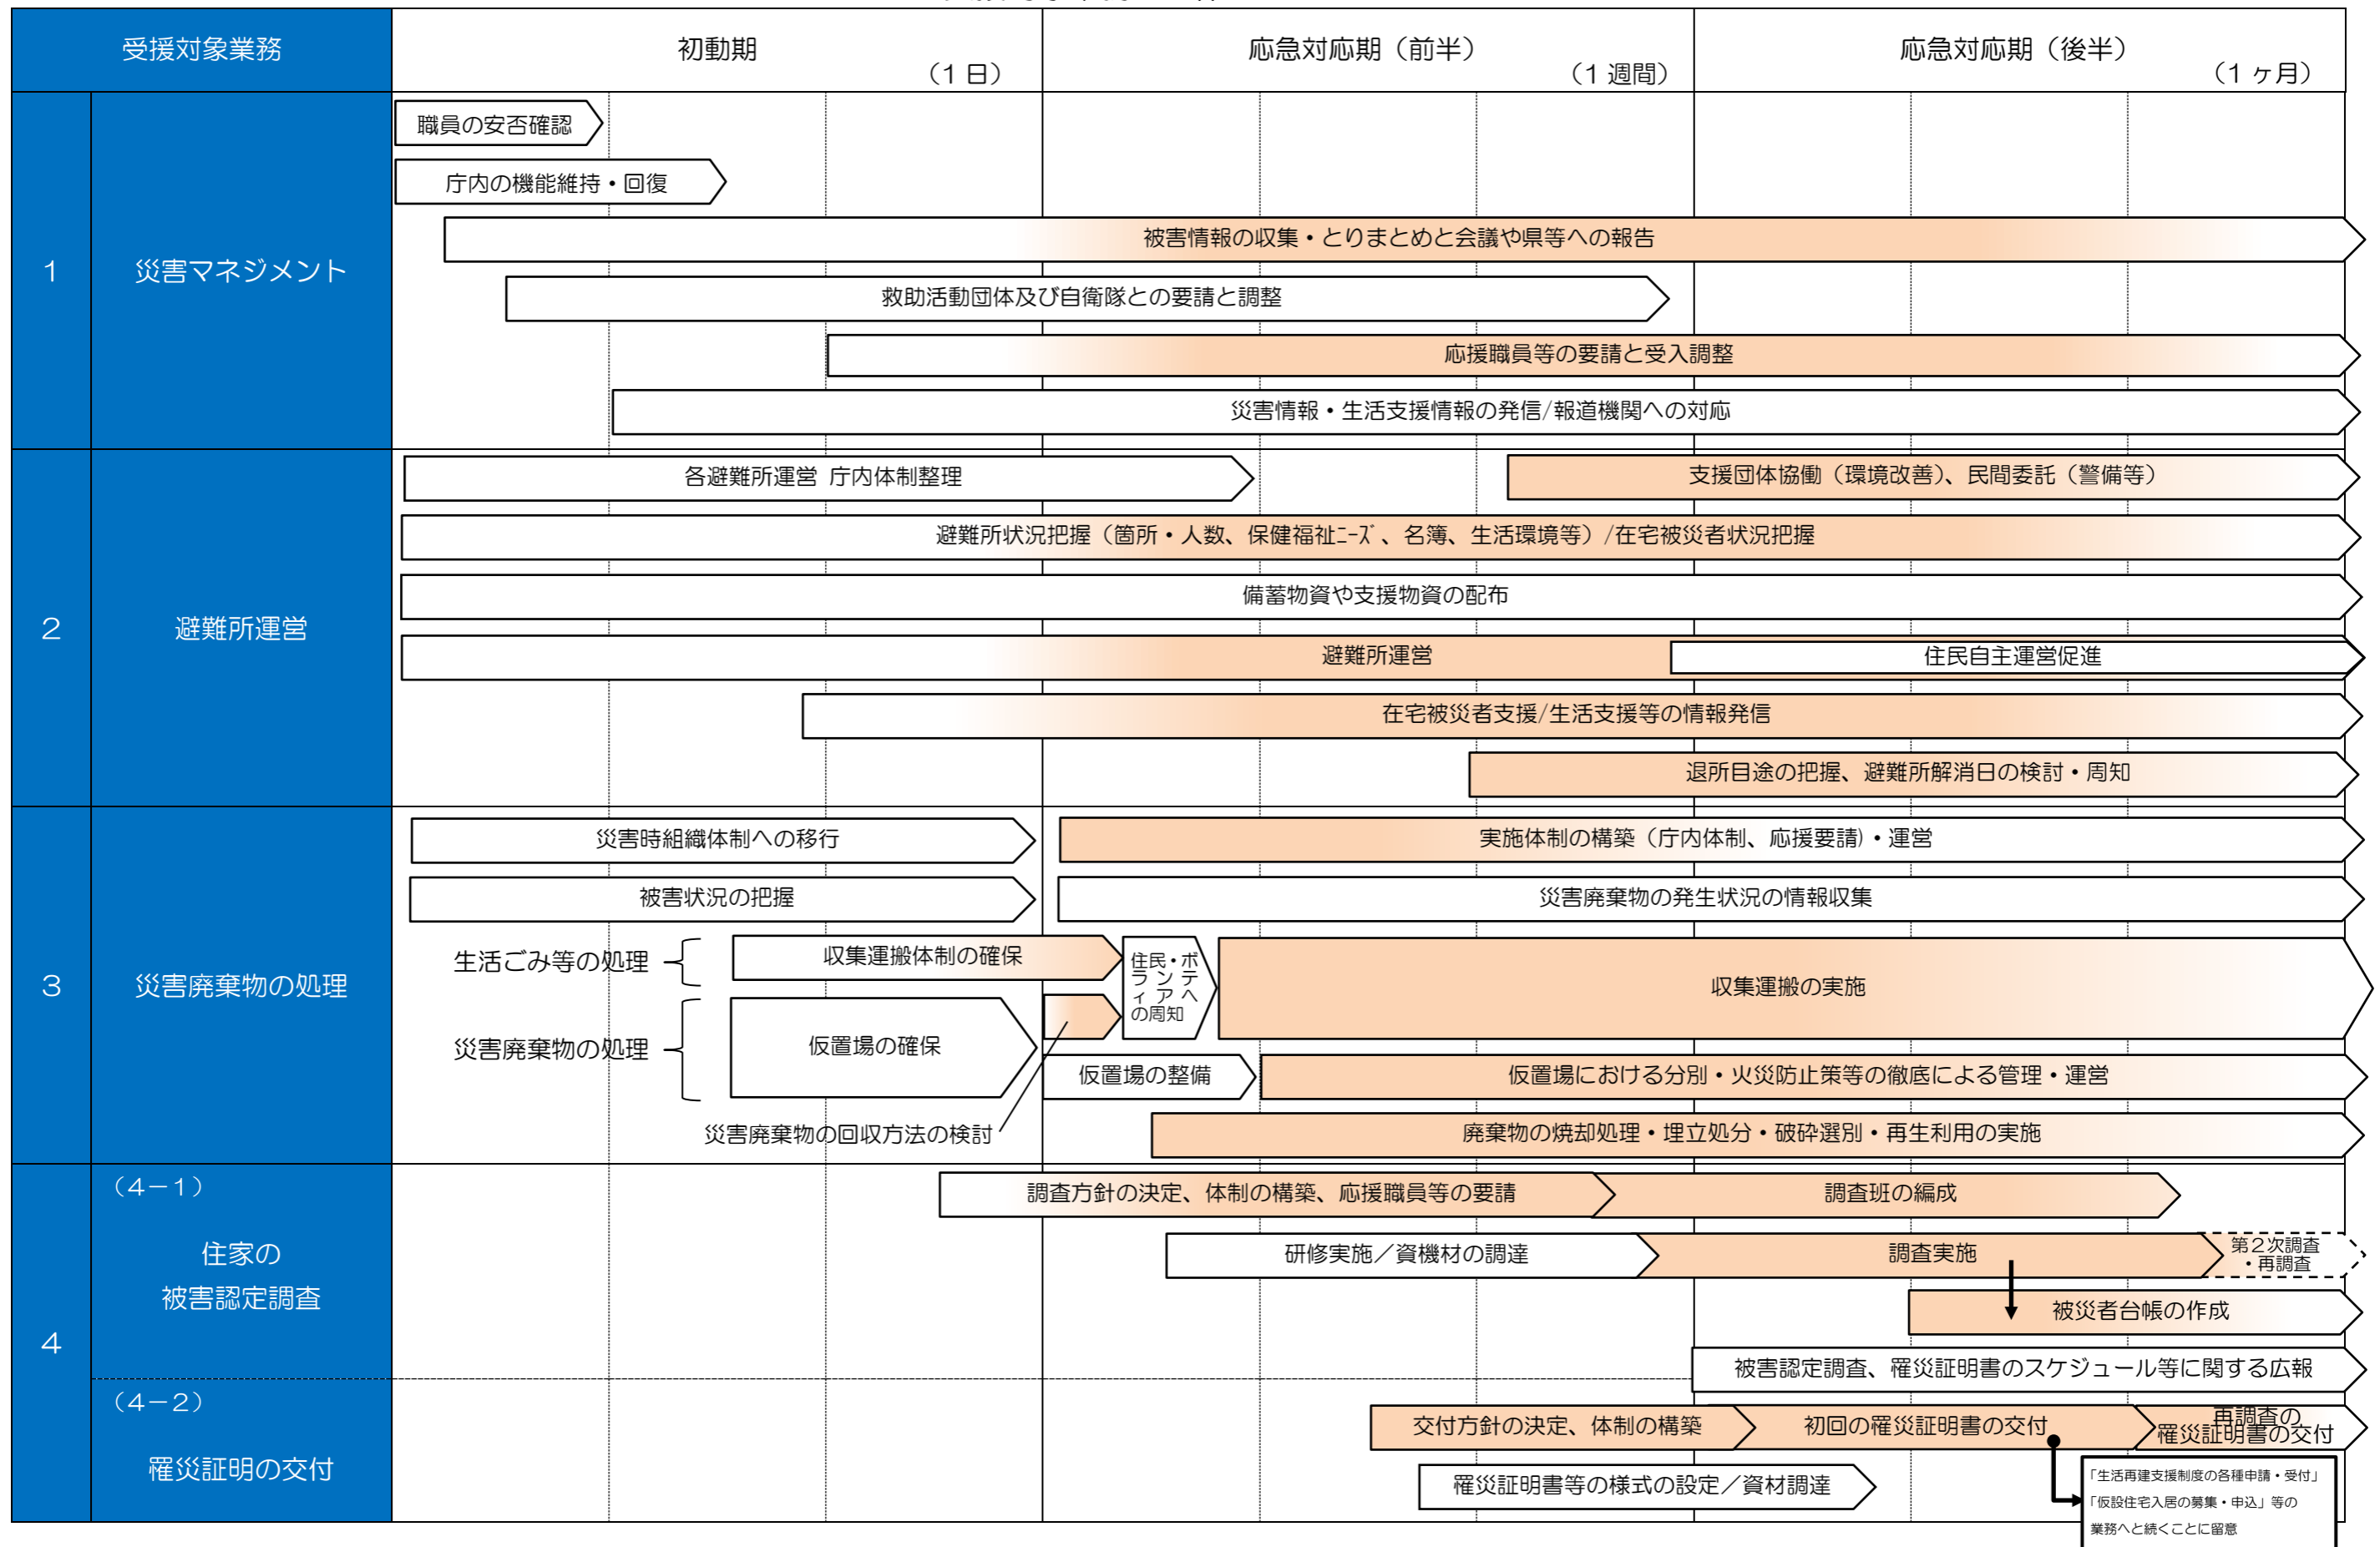 受援対象業務
初動期
（1日）
応急対応期（前半）
（1週間）
応急対応期（後半）
（1ヶ月）
1
災害マネジメント
職員の安否確認
庁内の機能維持・回復
被害情報の収集・とりまとめと会議や県等への報告
救助活動団体及び自衛隊との要請と調整
応援職員等の要請と受入調整
災害情報・生活支援情報の発信/報道機関への対応
2
避難所運営
各避難所運営 庁内体制整理
支援団体協働（環境改善）、民間委託（警備等）
避難所状況把握（箇所・人数、保健福祉ﾆｰｽﾞ、名簿、生活環境等）/在宅被災者状況把握
備蓄物資や支援物資の配布
避難所運営
住民自主運営促進
在宅被災者支援/生活支援等の情報発信
退所目途の把握、避難所解消日の検討・周知
3
災害廃棄物の処理
災害時組織体制への移行
実施体制の構築（庁内体制、応援要請)・運営
被害状況の把握
災害廃棄物の発生状況の情報収集
生活ごみ等の処理
収集運搬体制の確保
住民・ボ
ランテ
ィアへ
の周知
収集運搬の実施
災害廃棄物の処理
仮置場の確保
仮置場の整備
仮置場における分別・火災防止策等の徹底による管理・運営
災害廃棄物の回収方法の検討
廃棄物の焼却処理・埋立処分・破砕選別・再生利用の実施
4
（4－1）
住家の
被害認定調査
調査方針の決定、体制の構築、応援職員等の要請
調査班の編成
研修実施／資機材の調達
調査実施
第2次調査
・再調査
被災者台帳の作成
被害認定調査、罹災証明書のスケジュール等に関する広報
（4－2）
罹災証明の交付
交付方針の決定、体制の構築
初回の罹災証明書の交付
再調査の
罹災証明書の交付
罹災証明書等の様式の設定／資材調達
「生活再建支援制度の各種申請・受付」
「仮設住宅入居の募集・申込」等の
業務へと続くことに留意